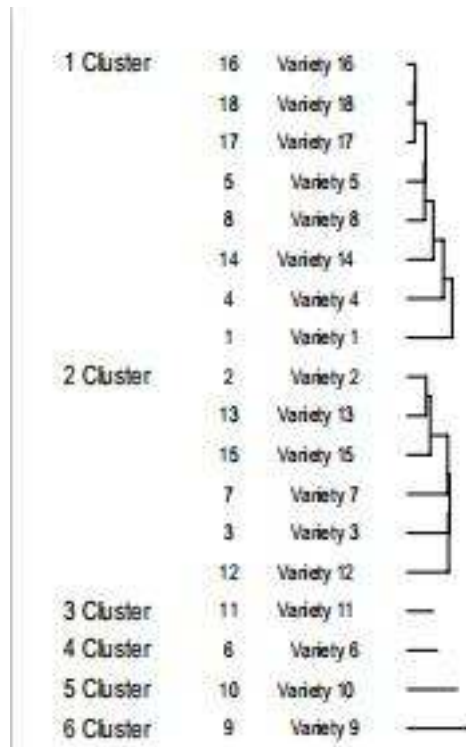 1 Cluster 16 Variety 16
18 Variety 18
17 Variety 17
5 Variety 5
8 Variety 8
14 Variety 14
4 Variety 4
1 Variety 1
2 Cluster 2 Variety 2
13 Variety 13
15 Variety 15
7 Variety 7
3 Variety 3
12 Variety 12
3 Cluster 11 Variety 11
4 Cluster 6 Variety 6
5 Cluster 10 Variety 10
6 Cluster 9 Variety 9